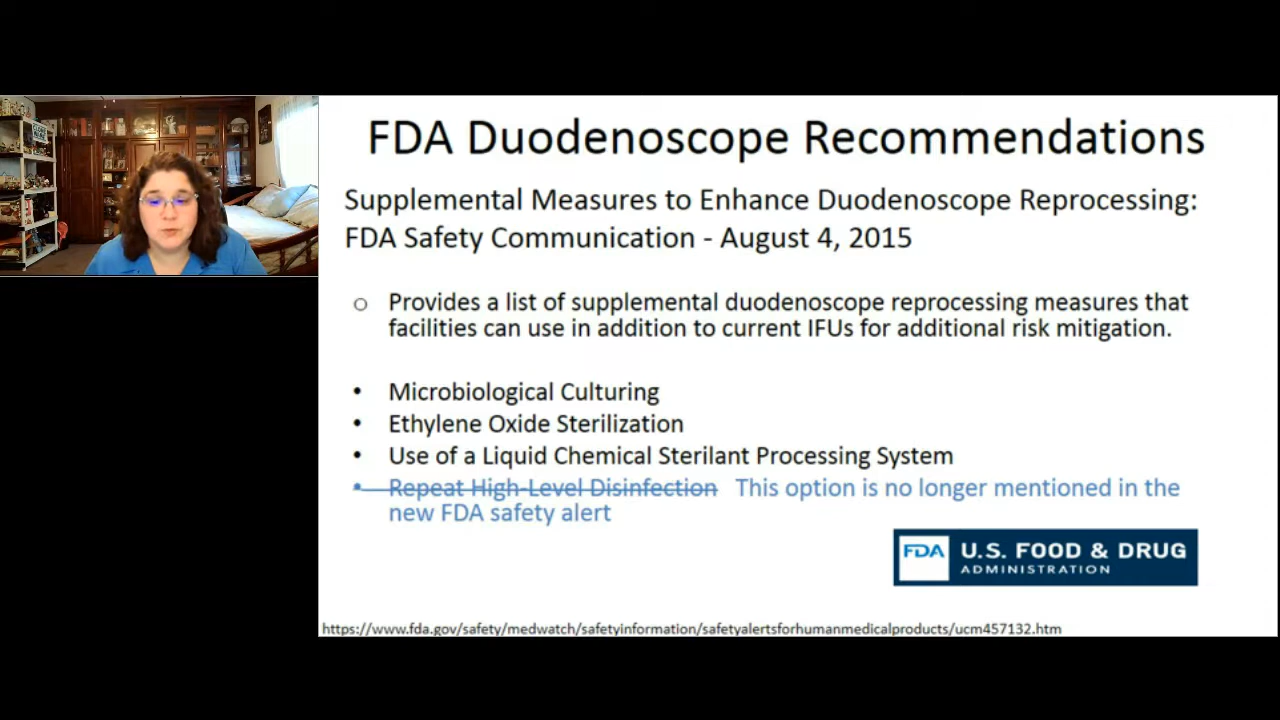 FDA Duodenoscope Recommendations
Supplemental Measures to Enhance Duodenoscope Reprocessing:
FDA Safety Communication - August 4, 2015
o Provides a list of supplemental duodenoscope reprocessing measures that
facilities can use in addition to current IFUs for additional risk mitigation.
• Microbiological Culturing
• Ethylene Oxide Sterilization
• Use of a Liquid Chemical Sterilant Processing System
• Repeat High-Level Disinfection This option is no longer mentioned in the
new FDA safety alert
FDA U.S. FOOD & DRUG
ADMINISTRATION
https://www.fda.gov/safety/medwatch/safetyinformation/safetyalertsforhumanmedicalproducts/ucm457132.htm